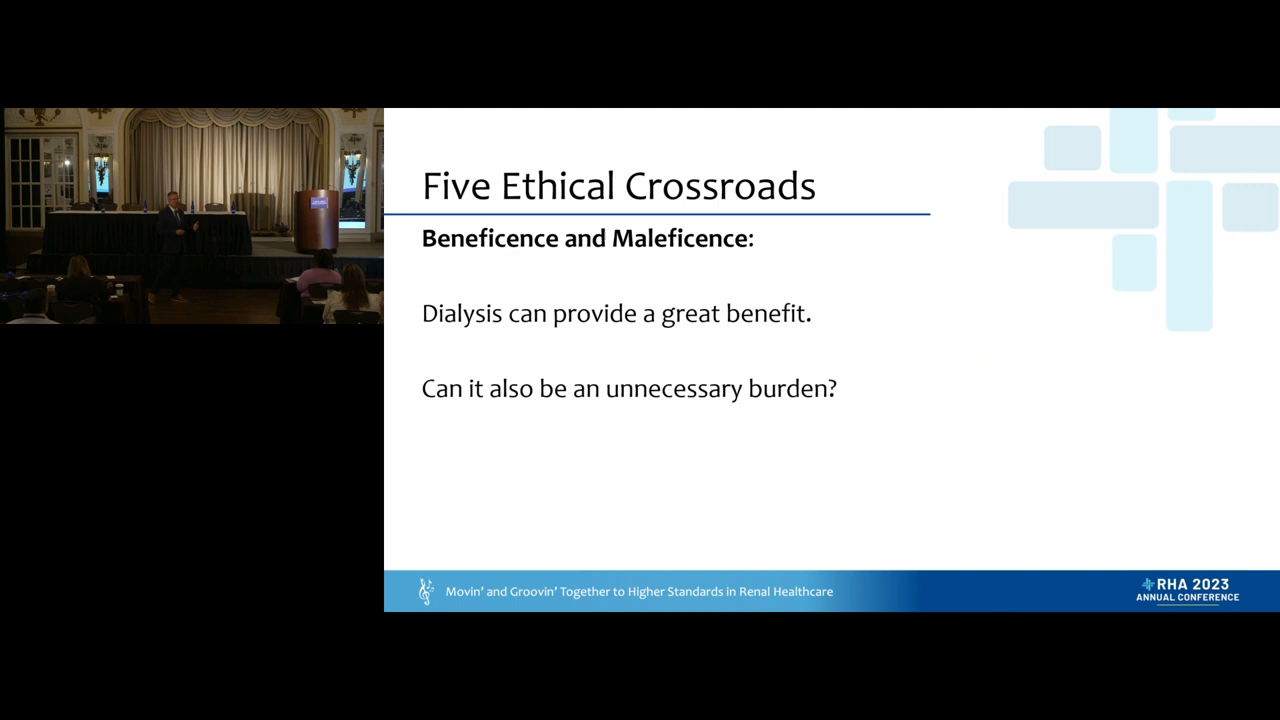 Five Ethical Crossroads
Beneficence and Maleficence:
Dialysis can provide a great benefit.
Can it also be an unnecessary burden?
Movin' and Groovin' Together to Higher Standards in Renal Healthcare
RHA 2023
ANNUAL CONFERENCE